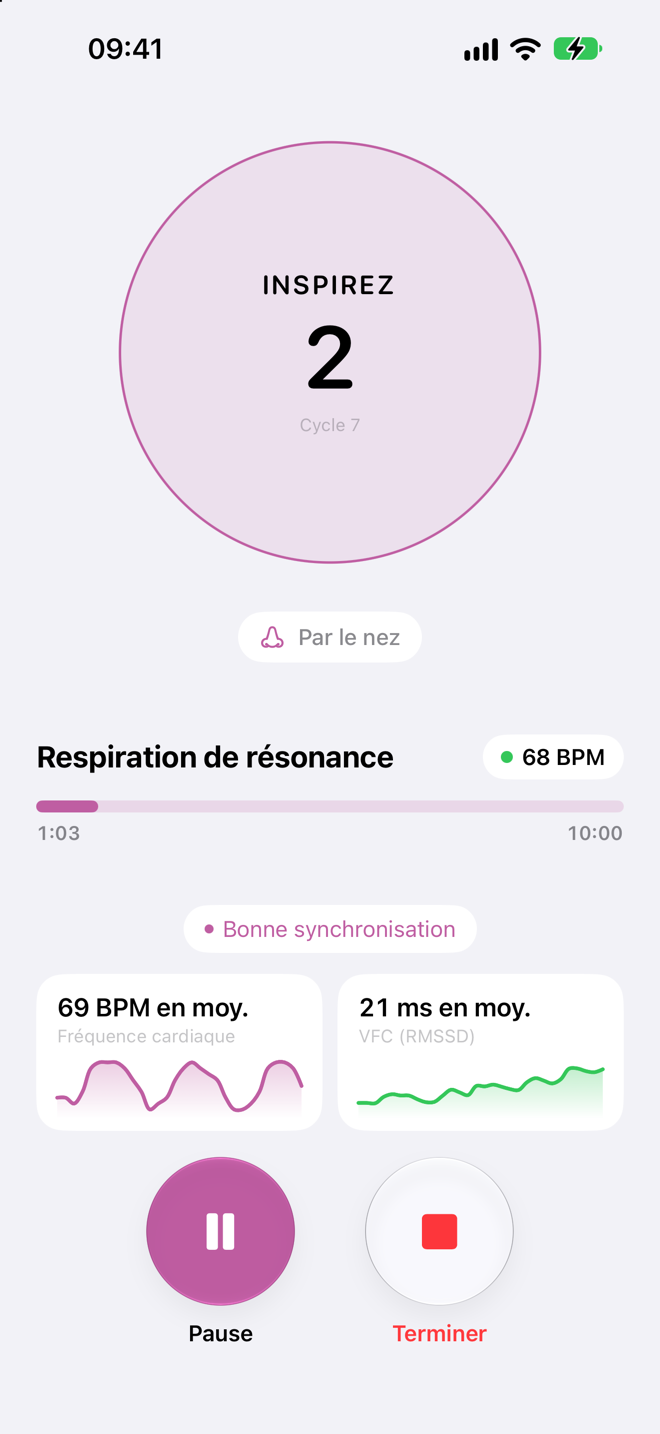 09:41
INSPIREZ
2
Cycle 7
Par le nez
Respiration de résonance
68 BPM
1:03
10:00
Bonne synchronisation
69 BPM en moy.
Fréquence cardiaque
21 ms en moy.
VFC (RMSSD)
Pause
Terminer